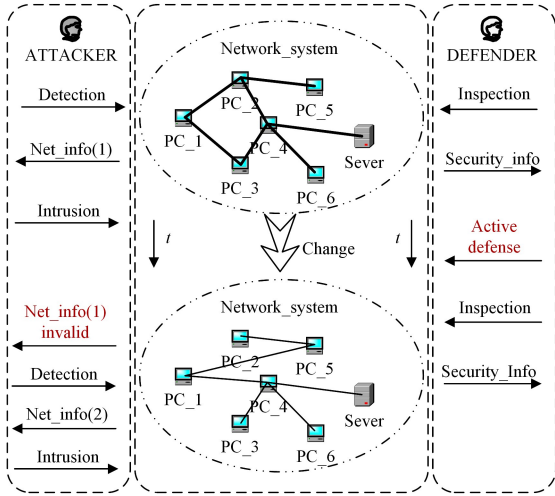 ATTACKER
Detection
Net_info(1)
Intrusion
Net_info(1)
invalid
Detection
Net_info(2)
Intrusion
Network_system
PC_2
PC_5
PC_1
PC_4
Sever
PC_3
PC_6
t
Change
t
Network_system
PC_2
PC_5
PC_1
PC_4
Sever
PC_3
PC_6
DEFENDER
Inspection
Security_info
Active
defense
Inspection
Security_Info